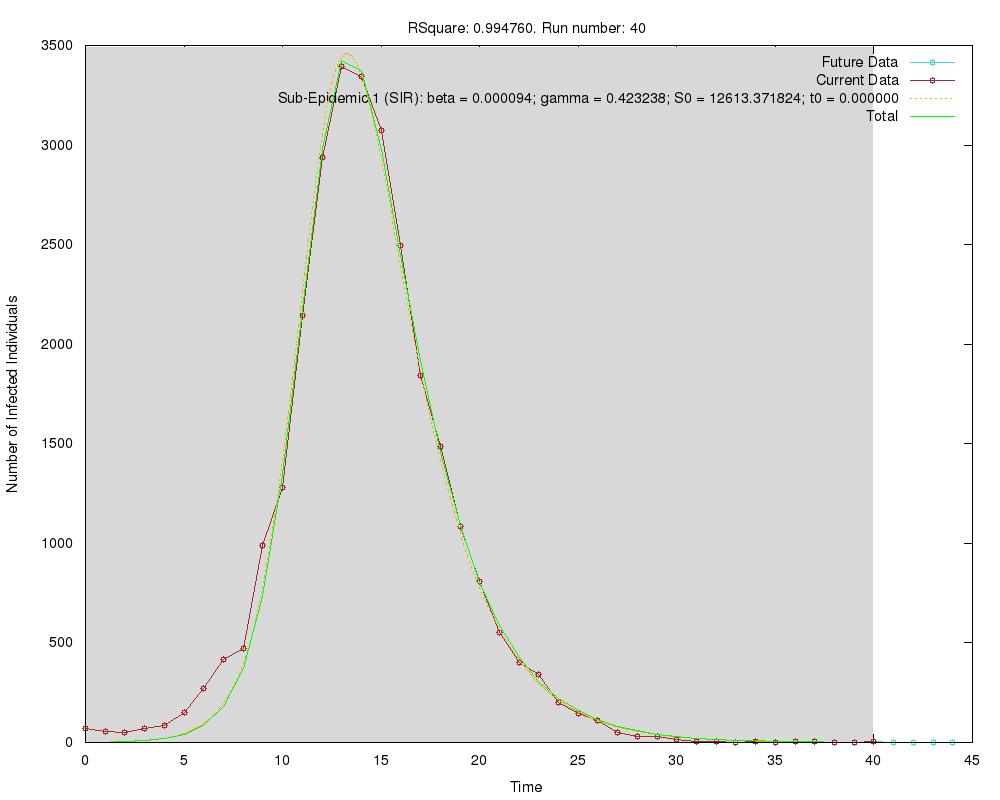 RSquare: 0.994760. Run number: 40
3500
3000
2500
2000
1500
1000
500
0
Number of Infected Individuals
Future Data
Current Data
Sub-Epidemic 1 (SIR): beta = 0.000094; gamma = 0.423238; S0 = 12613.371824; t0 = 0.000000
Total
0 5 10 15 20 25 30 35 40 45
Time